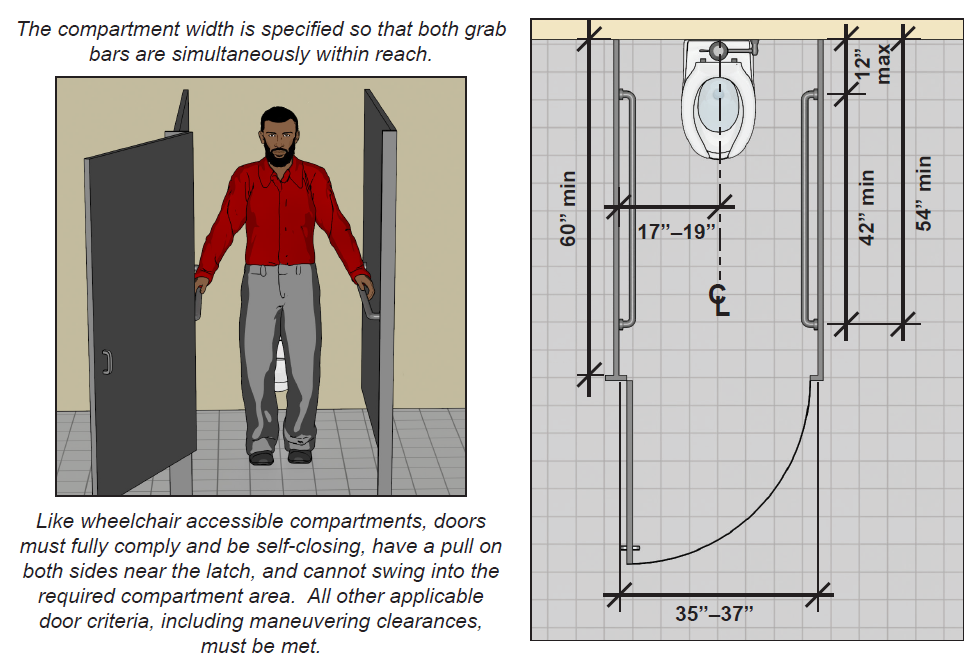 The compartment width is specified so that both grab
bars are simultaneously within reach.
Like wheelchair accessible compartments, doors
must fully comply and be self-closing, have a pull on
both sides near the latch, and cannot swing into the
required compartment area.  All other applicable
door criteria, including maneuvering clearances,
must be met.
12”
max
60” min
17”–19”
42” min
54” min
CL
35”–37”